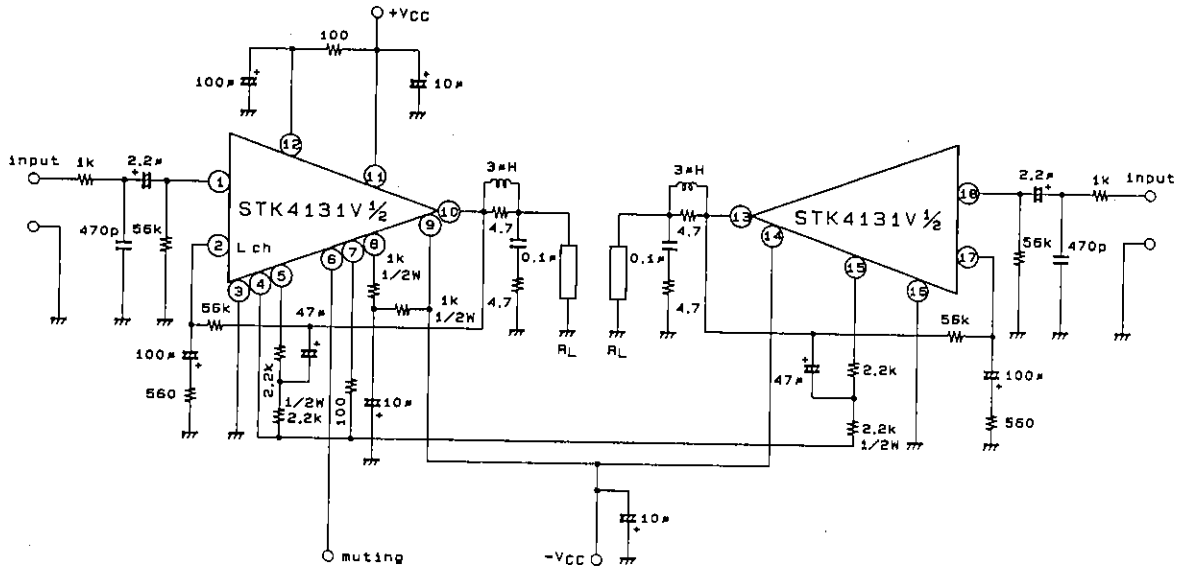 +VCC
100
100µ
+
10µ
+
12
11
input
1k
2.2µ
+
1
470p
56k
2
STK4131V ½
L ch
3
4
5
6
7
8
9
10
3µH
4.7
0.1µ
4.7
RL
1k
1/2W
1k
1/2W
56k
47µ
+
100µ
+
560
2.2k
1/2W
2.2k
100
10µ
+
3µH
4.7
0.1µ
4.7
RL
13
14
STK4131V ½
15
16
17
18
2.2µ
+
1k
input
56k
470p
56k
47µ
+
2.2k
2.2k
1/2W
100µ
+
560
10µ
+
muting
-VCC